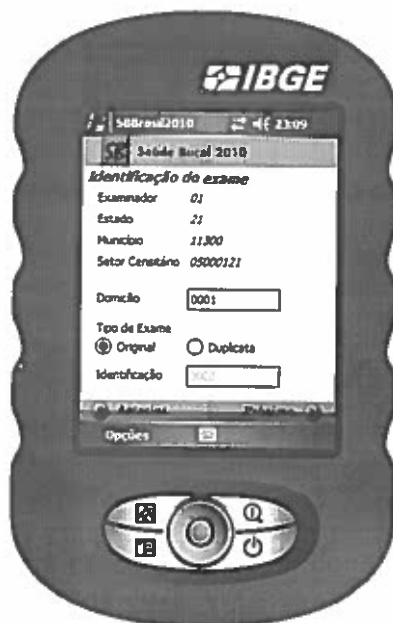 IBGE
SBBrasil2010 23:09
SB Saúde Bucal 2010
Identificação do exame
Examinador 01
Estado 21
Município 11300
Setor Censitário 05000121
Domicílio 0001
Tipo de Exame
Original Duplicata
Identificação
Opções